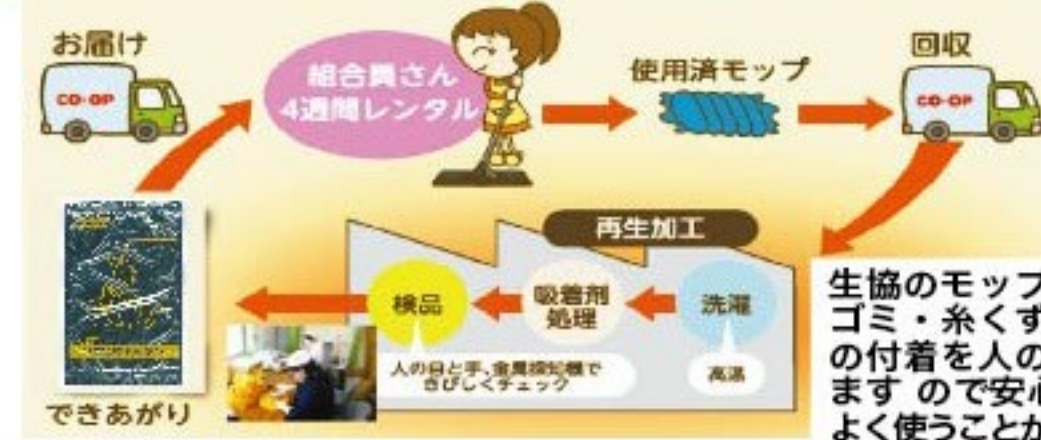 お届け
CO-OP
組合員さん
4週間レンタル
使用済モップ
回収
CO-OP
再生加工
検品
吸着剤
処理
洗濯
人の目と手、金属探知機で
きびしくチェック
高温
できあがり
生協のモップ
ゴミ・糸くず
の付着を人の
ます ので安心
よく使うことが